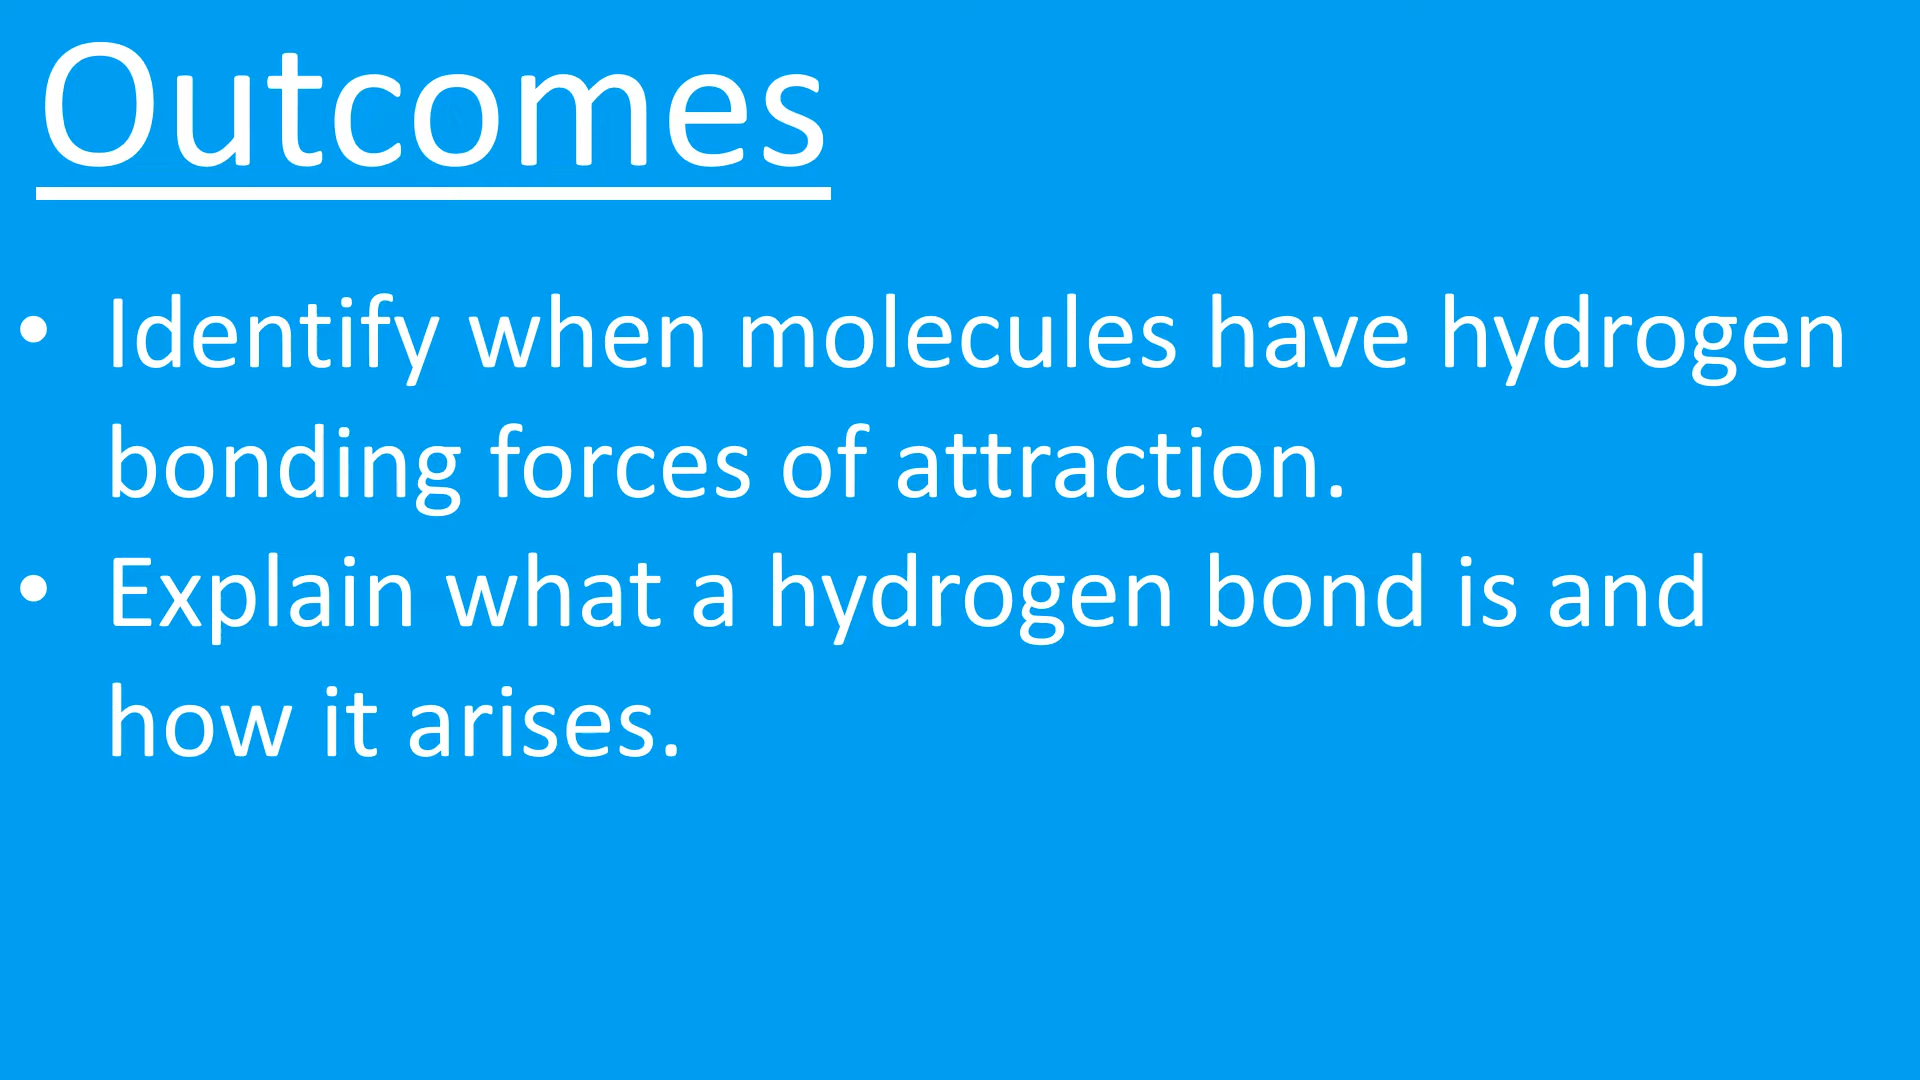 Outcomes
• Identify when molecules have hydrogen
bonding forces of attraction.
• Explain what a hydrogen bond is and
how it arises.